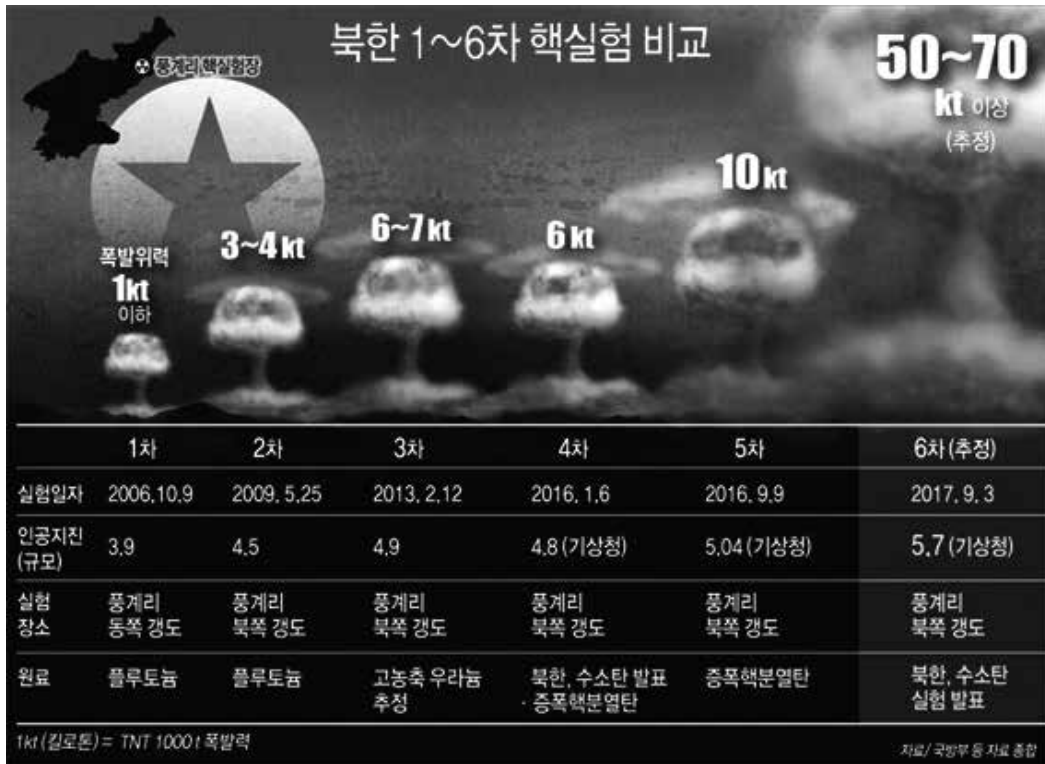 북한 1~6차 핵실험 비교
풍계리 핵실험장
50~70
kt 이상
(추정)
10 kt
6~7 kt
6 kt
3~4 kt
폭발위력
1kt
이하
1차 2차 3차 4차 5차 6차 (추정)
실험일자 2006.10.9 2009. 5.25 2013. 2.12 2016. 1.6 2016. 9.9 2017. 9. 3
인공지진
(규모) 3.9 4.5 4.9 4.8 (기상청) 5.04 (기상청) 5.7 (기상청)
실험 풍계리 풍계리 풍계리 풍계리 풍계리 풍계리
장소 동쪽 갱도 북쪽 갱도 북쪽 갱도 북쪽 갱도 북쪽 갱도 북쪽 갱도
원료 플루토늄 플루토늄 고농축 우라늄 북한, 수소탄 발표 증폭핵분열탄 북한, 수소탄
추정 · 증폭핵분열탄 실험 발표
1kt (킬로톤) = TNT 1000 t 폭발력
자료/ 국방부 등 자료 종합